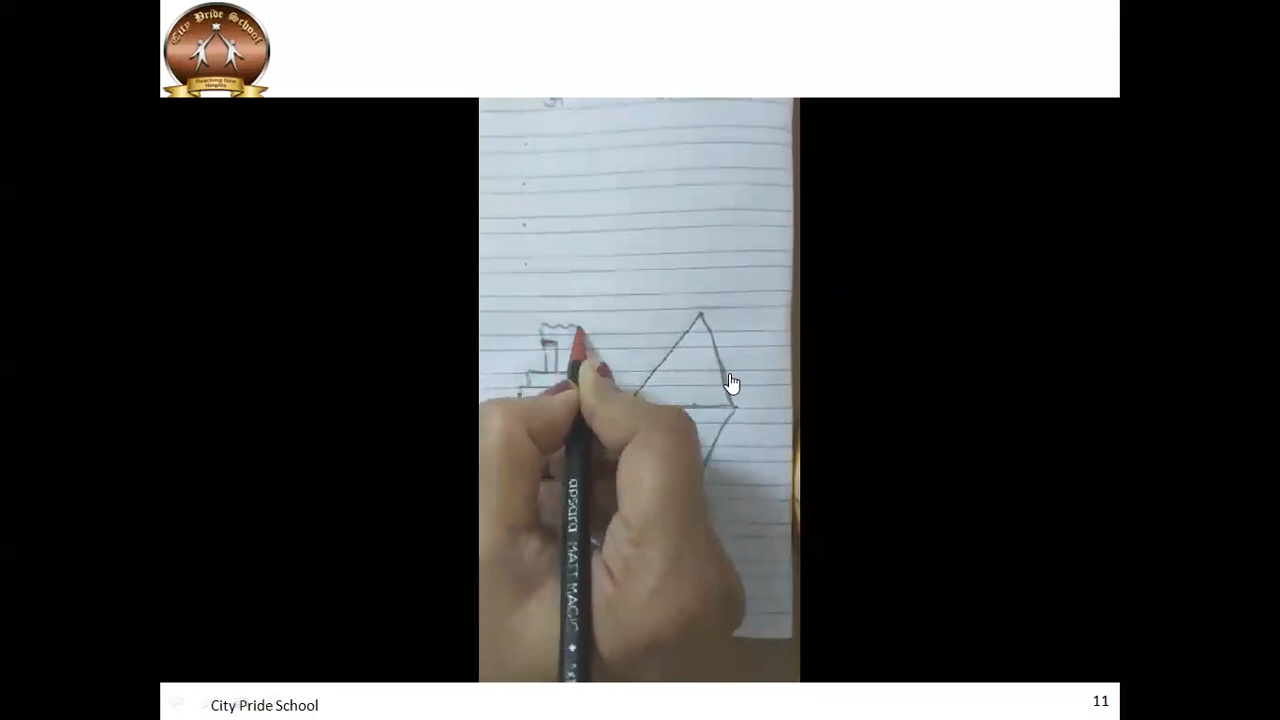 City Pride School
Reaching New
Heights
apsara MATT MAGIC
City Pride School
11